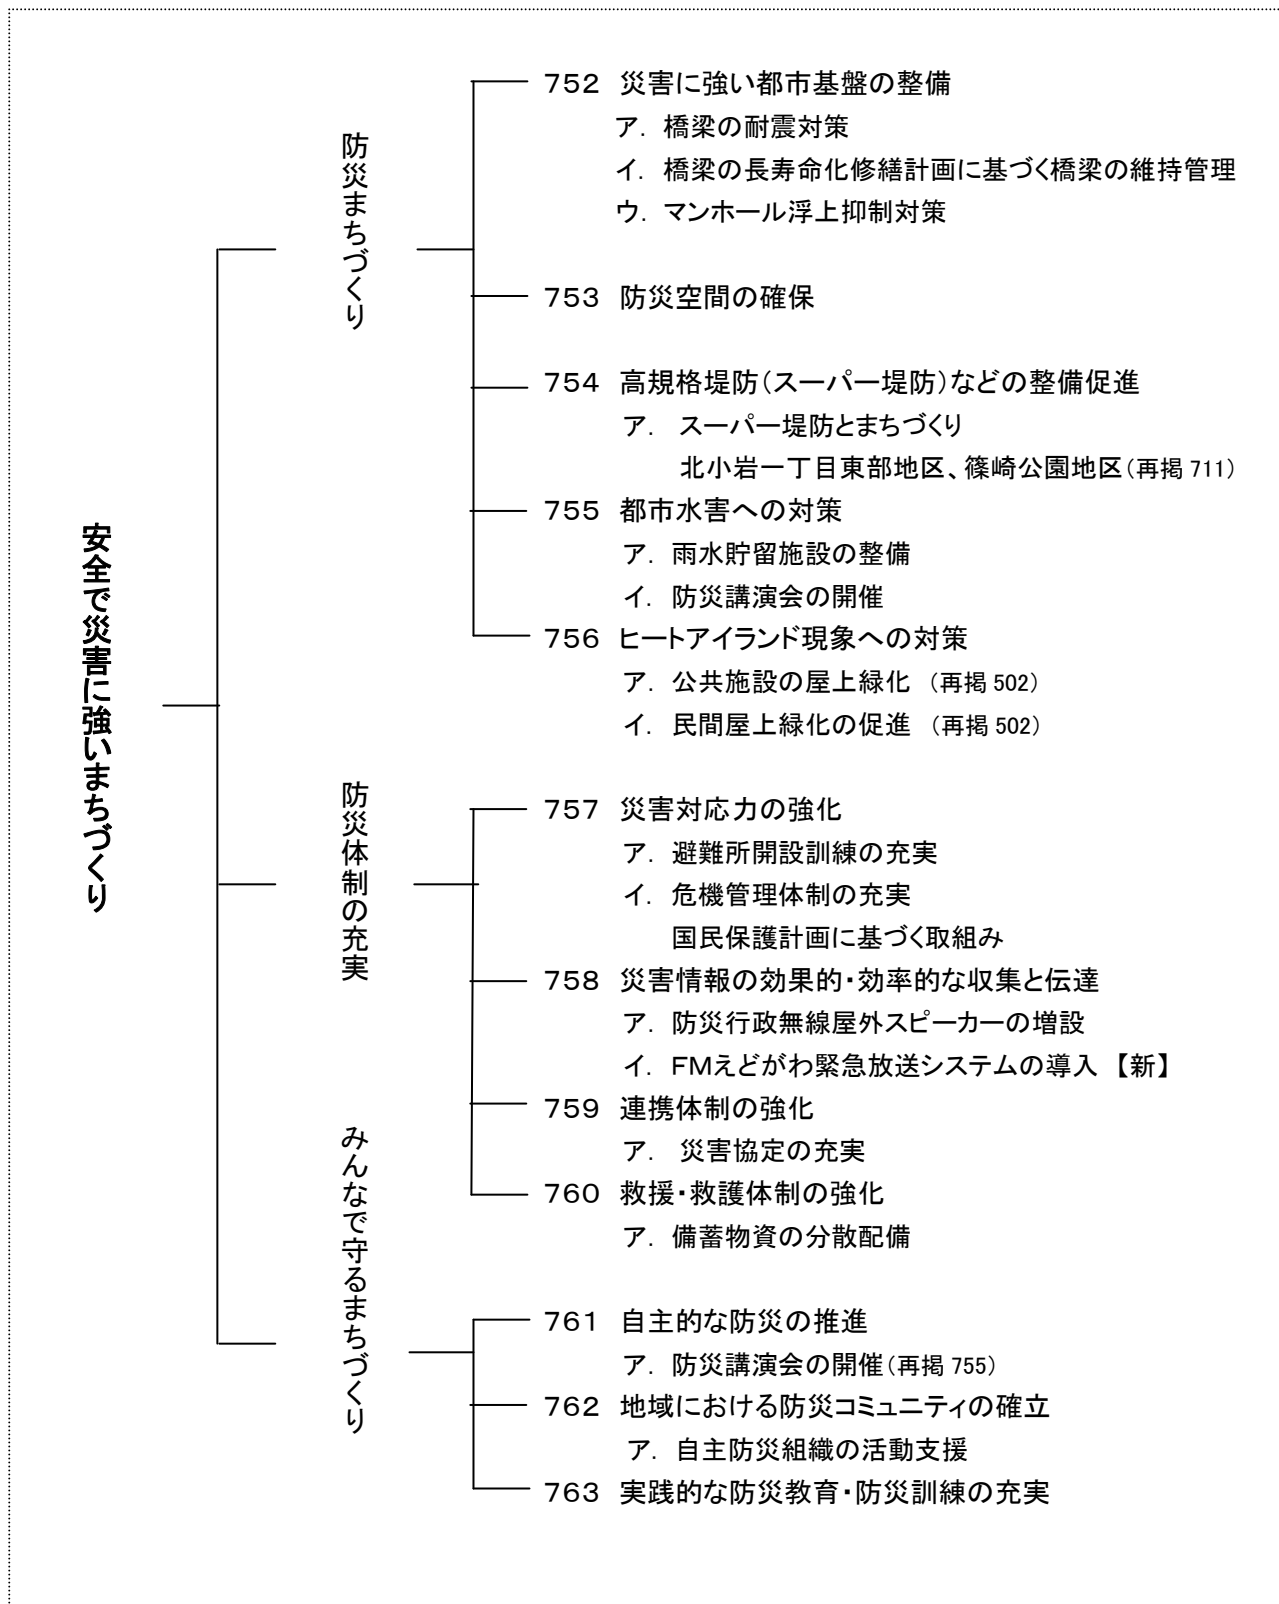 安全で災害に強いまちづくり
防災まちづくり
752 災害に強い都市基盤の整備
ア. 橋梁の耐震対策
イ. 橋梁の長寿命化修繕計画に基づく橋梁の維持管理
ウ. マンホール浮上抑制対策
753 防災空間の確保
754 高規格堤防(スーパー堤防)などの整備促進
ア. スーパー堤防とまちづくり
北小岩一丁目東部地区、篠崎公園地区(再掲 711)
755 都市水害への対策
ア. 雨水貯留施設の整備
イ. 防災講演会の開催
756 ヒートアイランド現象への対策
ア. 公共施設の屋上緑化 (再掲 502)
イ. 民間屋上緑化の促進 (再掲 502)
防災体制の充実
757 災害対応力の強化
ア. 避難所開設訓練の充実
イ. 危機管理体制の充実
国民保護計画に基づく取組み
758 災害情報の効果的・効率的な収集と伝達
ア. 防災行政無線屋外スピーカーの増設
イ. FMえどがわ緊急放送システムの導入 【新】
759 連携体制の強化
ア. 災害協定の充実
760 救援・救護体制の強化
ア. 備蓄物資の分散配備
みんなで守るまちづくり
761 自主的な防災の推進
ア. 防災講演会の開催(再掲 755)
762 地域における防災コミュニティの確立
ア. 自主防災組織の活動支援
763 実践的な防災教育・防災訓練の充実